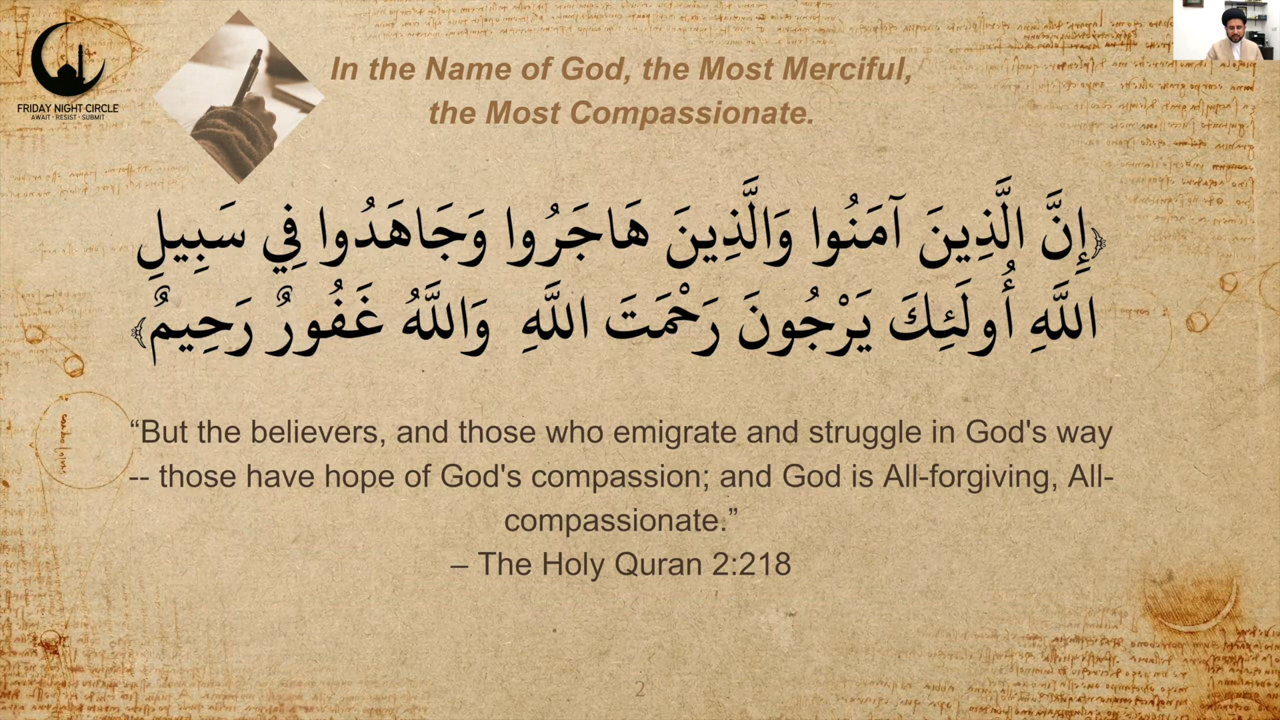 FRIDAY NIGHT CIRCLE
AWAIT · RESIST · SUBMIT
In the Name of God, the Most Merciful,
the Most Compassionate.
﴿إِنَّ الَّذِينَ آمَنُوا وَالَّذِينَ هَاجَرُوا وَجَاهَدُوا فِي سَبِيلِ
اللَّهِ أُولَٰئِكَ يَرْجُونَ رَحْمَتَ اللَّهِ وَاللَّهُ غَفُورٌ رَحِيمٌ﴾
“But the believers, and those who emigrate and struggle in God's way
-- those have hope of God's compassion; and God is All-forgiving, All-
compassionate.”
– The Holy Quran 2:218
2